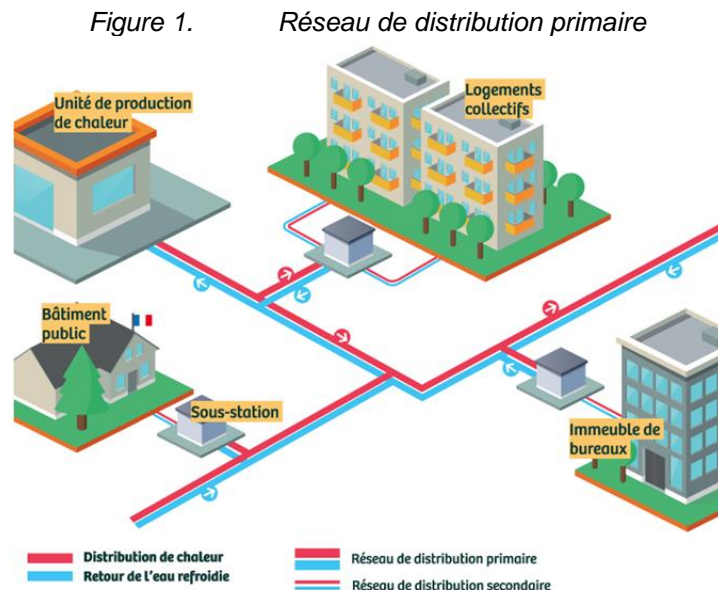 Figure 1. Réseau de distribution primaire
Unité de production
de chaleur
Logements
collectifs
Bâtiment
public
Sous-station
Immeuble de
bureaux
Distribution de chaleur
Retour de l'eau refroidie
Réseau de distribution primaire
Réseau de distribution secondaire